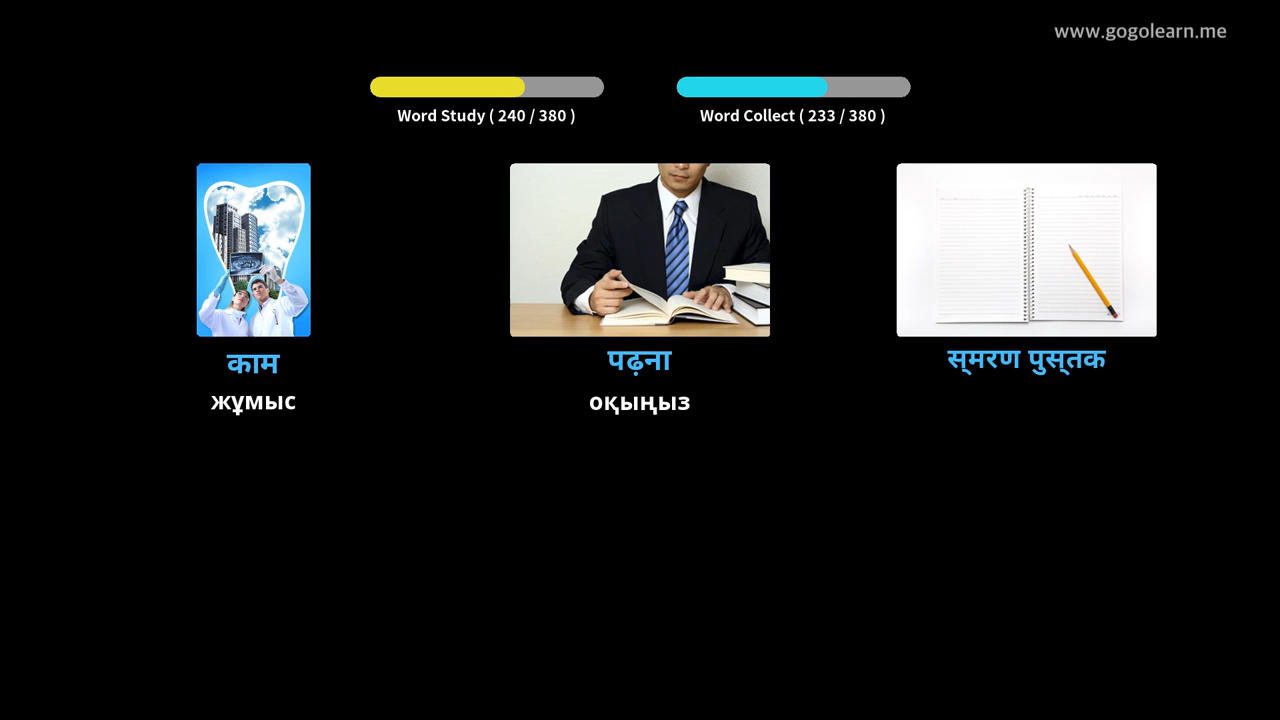 www.gogolearn.me
Word Study ( 240 / 380 )
Word Collect ( 233 / 380 )
काम
पढ़ना
स्‌मरण पुस्‌तक
жұмыс
оқыңыз